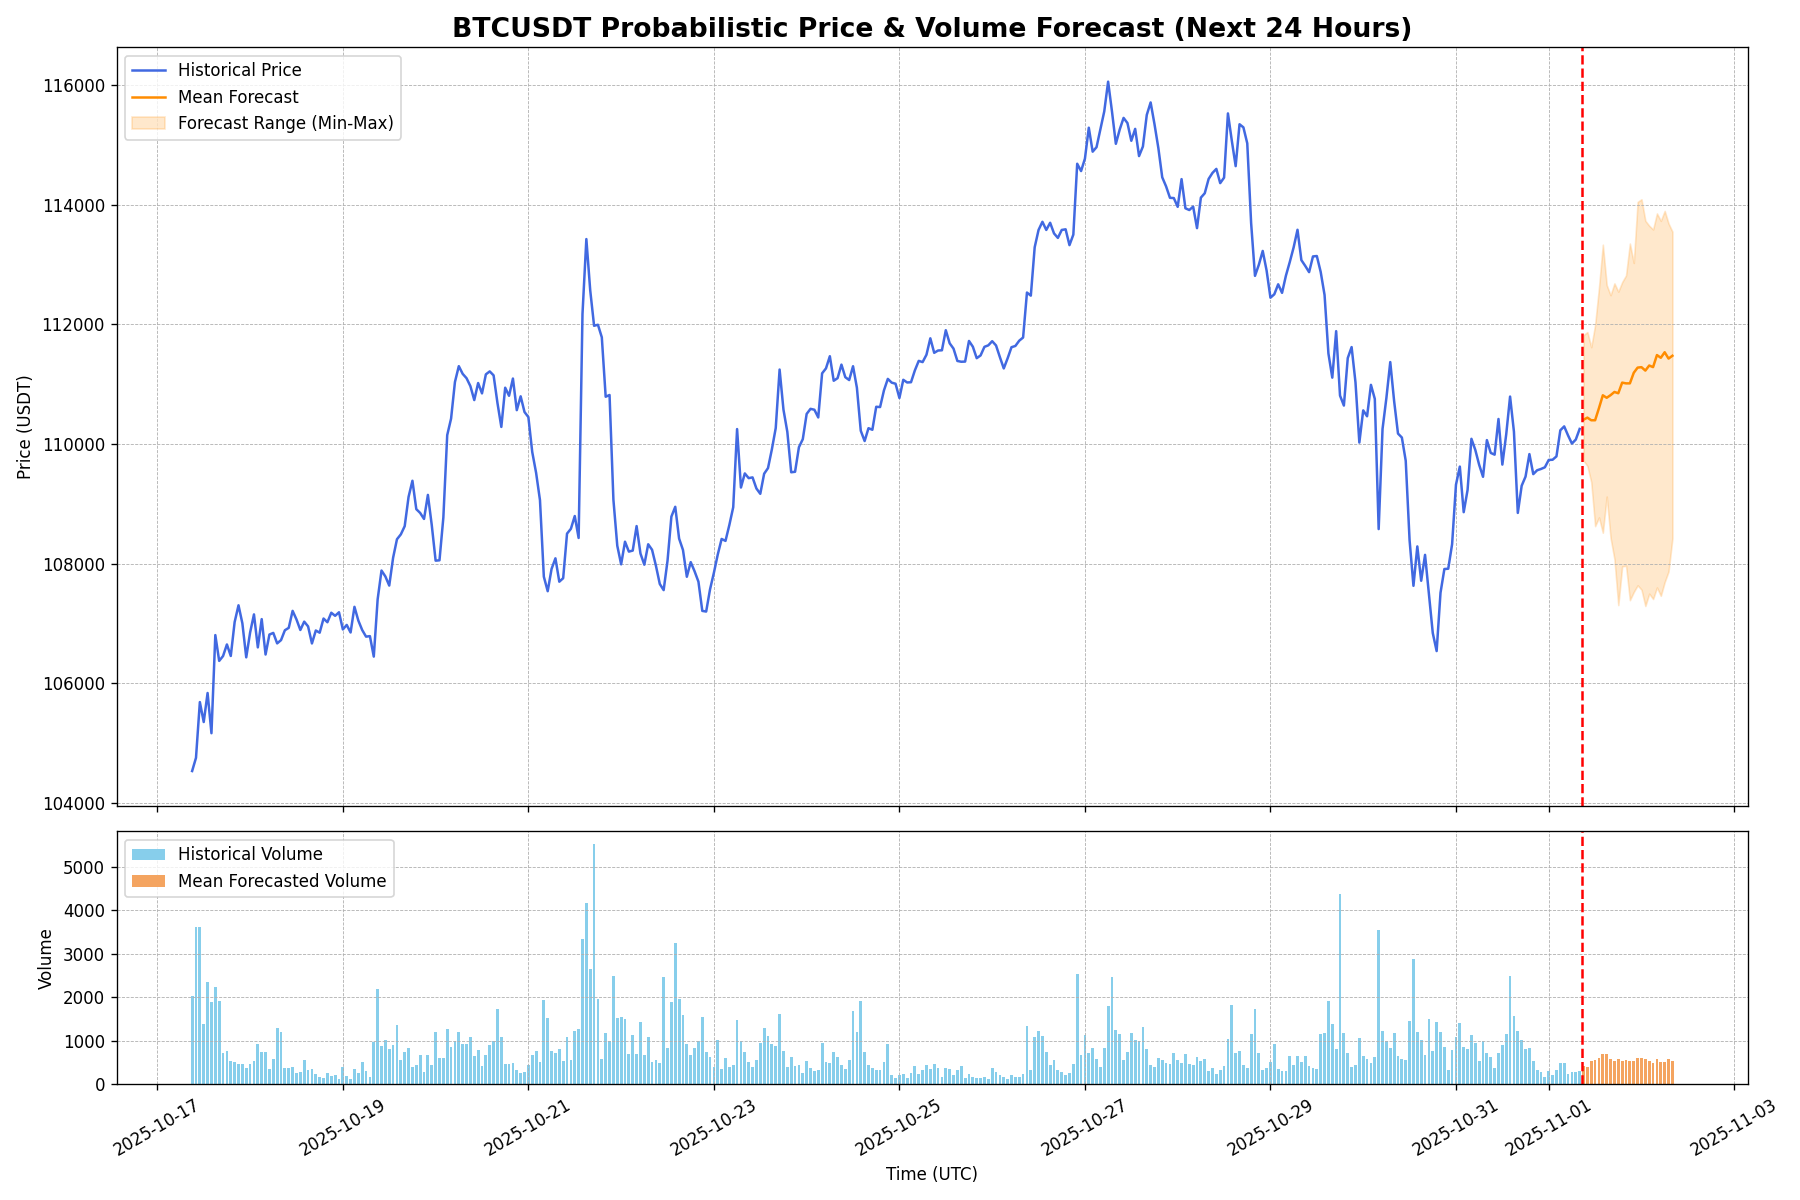 BTCUSDT Probabilistic Price & Volume Forecast (Next 24 Hours)
Historical Price
Mean Forecast
Forecast Range (Min-Max)
Price (USDT)
116000
114000
112000
110000
108000
106000
104000
Historical Volume
Mean Forecasted Volume
Volume
5000
4000
3000
2000
1000
0
2025-10-17
2025-10-19
2025-10-21
2025-10-23
2025-10-25
2025-10-27
2025-10-29
2025-10-31
2025-11-01
2025-11-03
Time (UTC)